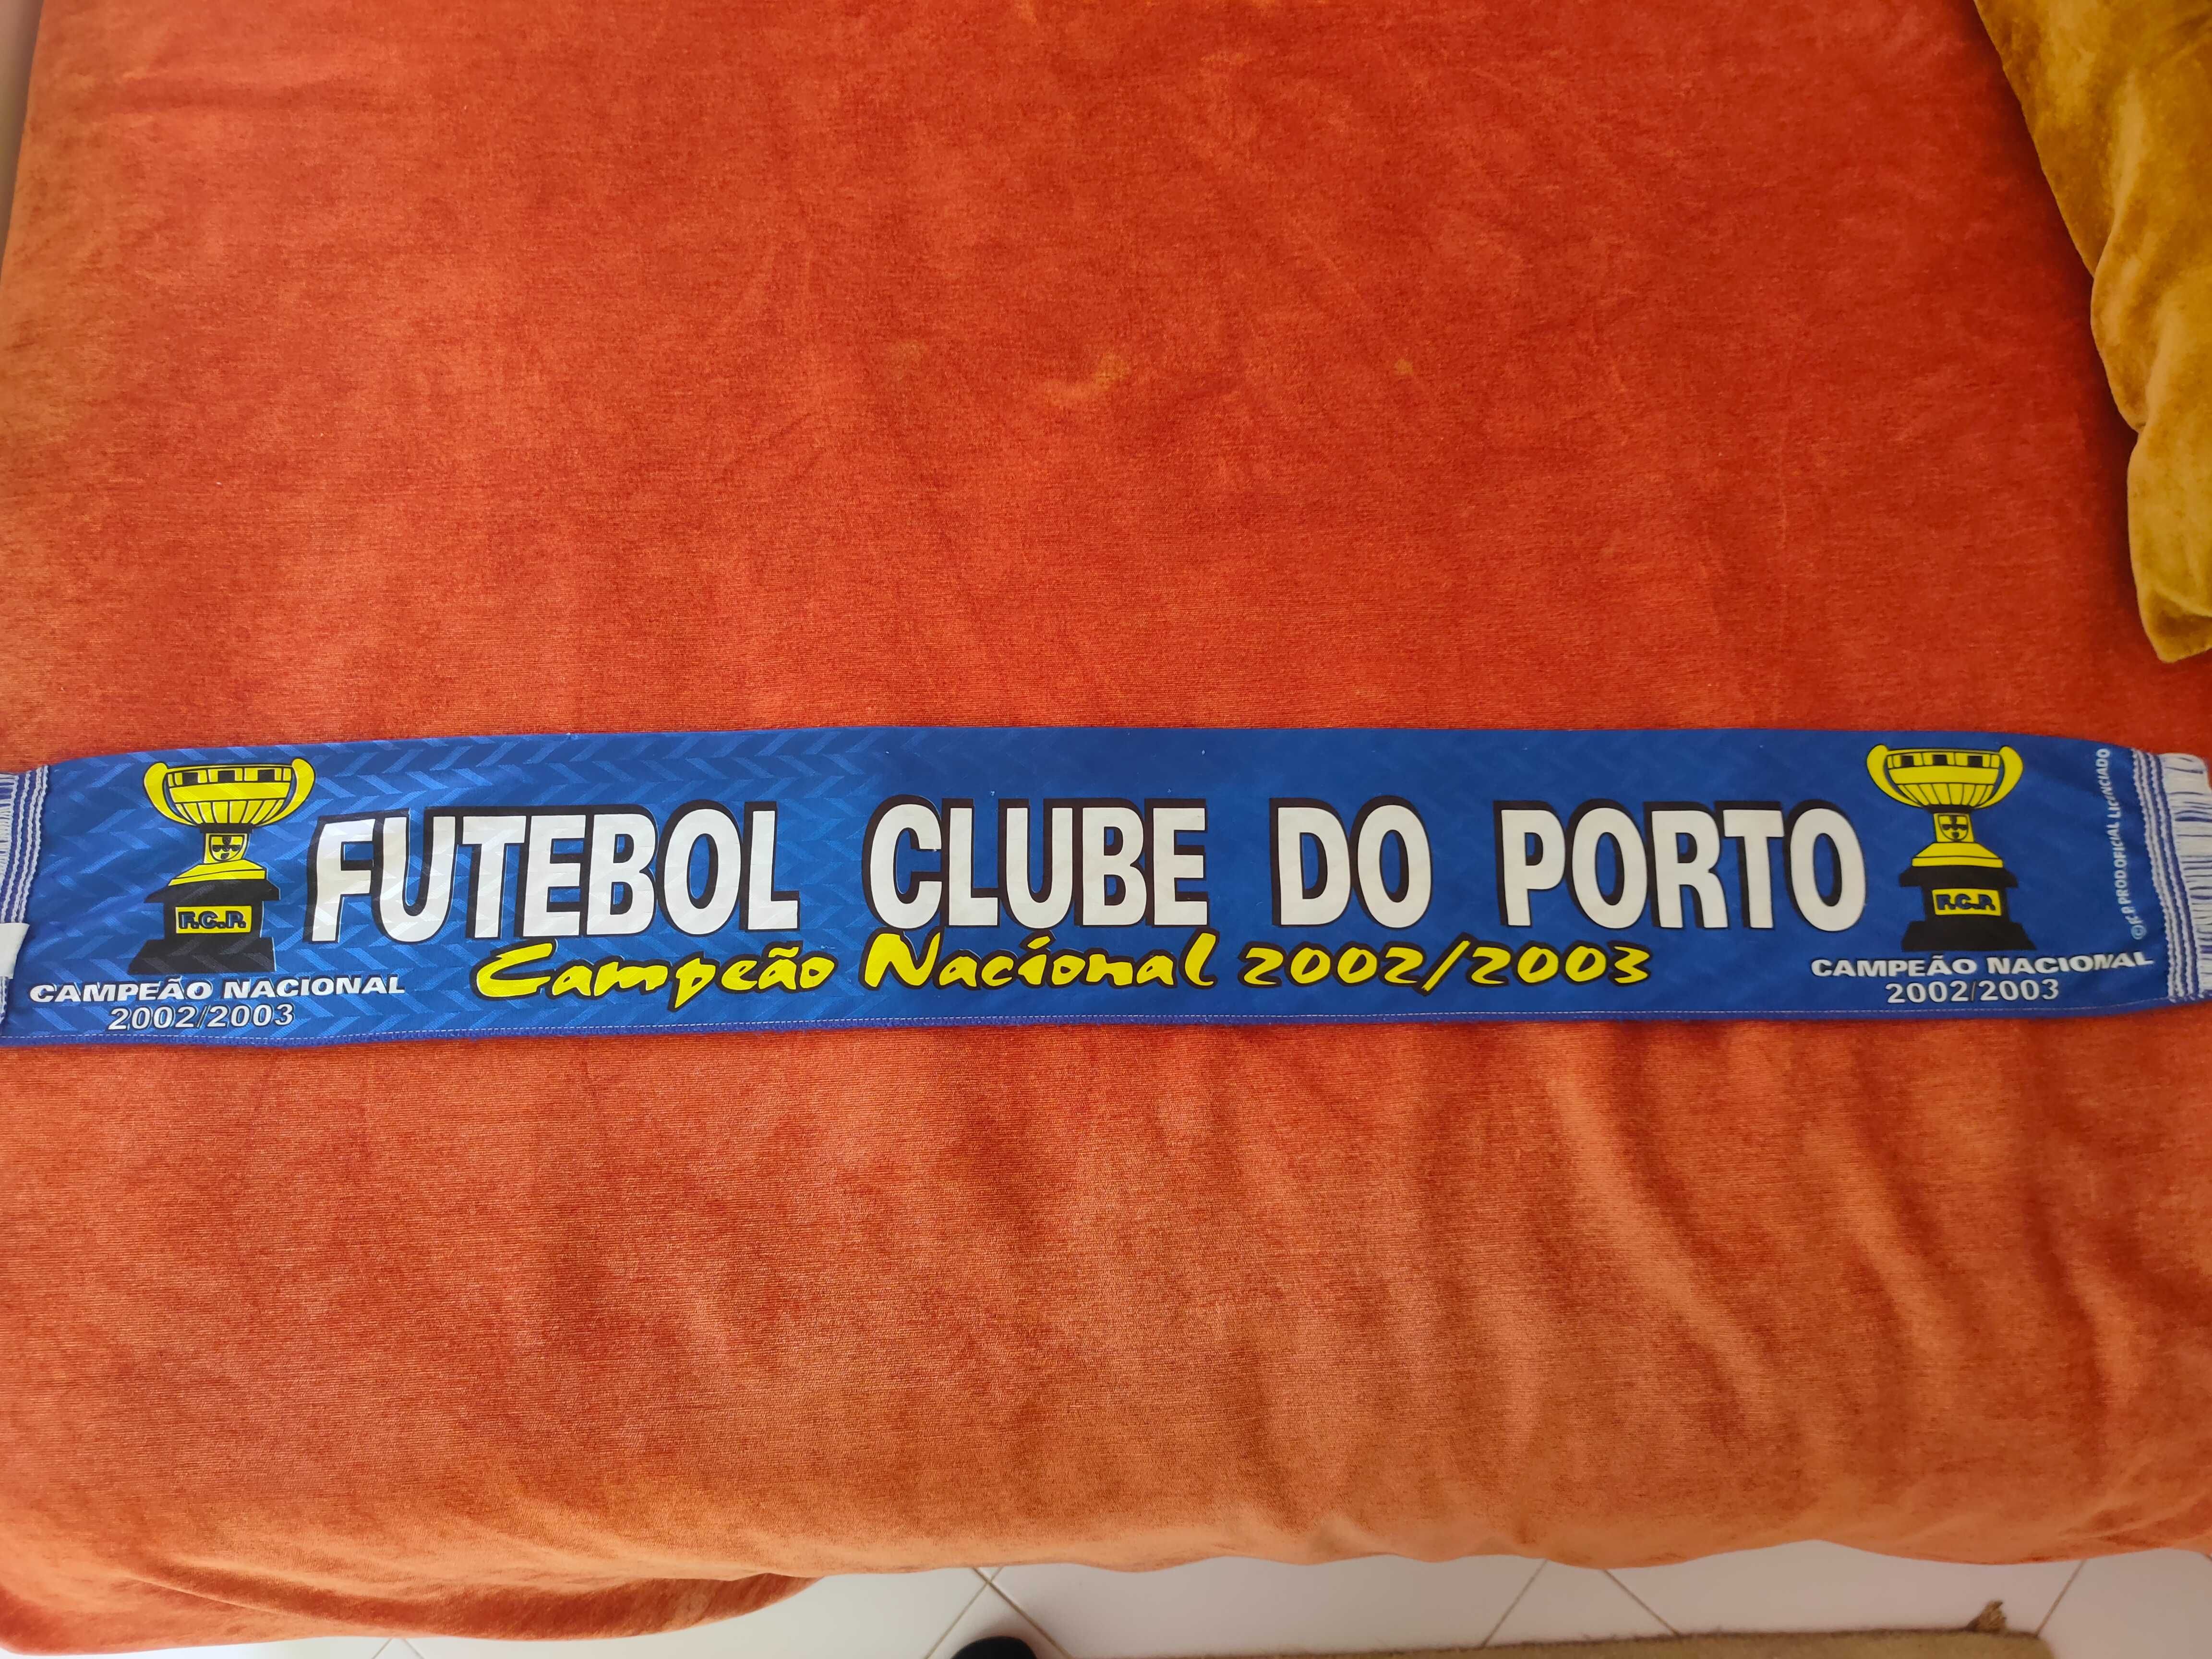 FUTEBOL CLUBE DO PORTO
Campeão Nacional 2002/2003
F.C.P.
CAMPEÃO NACIONAL
2002/2003
F.C.P.
CAMPEÃO NACIONAL
2002/2003
PROD. OFICIAL LICENCIADO